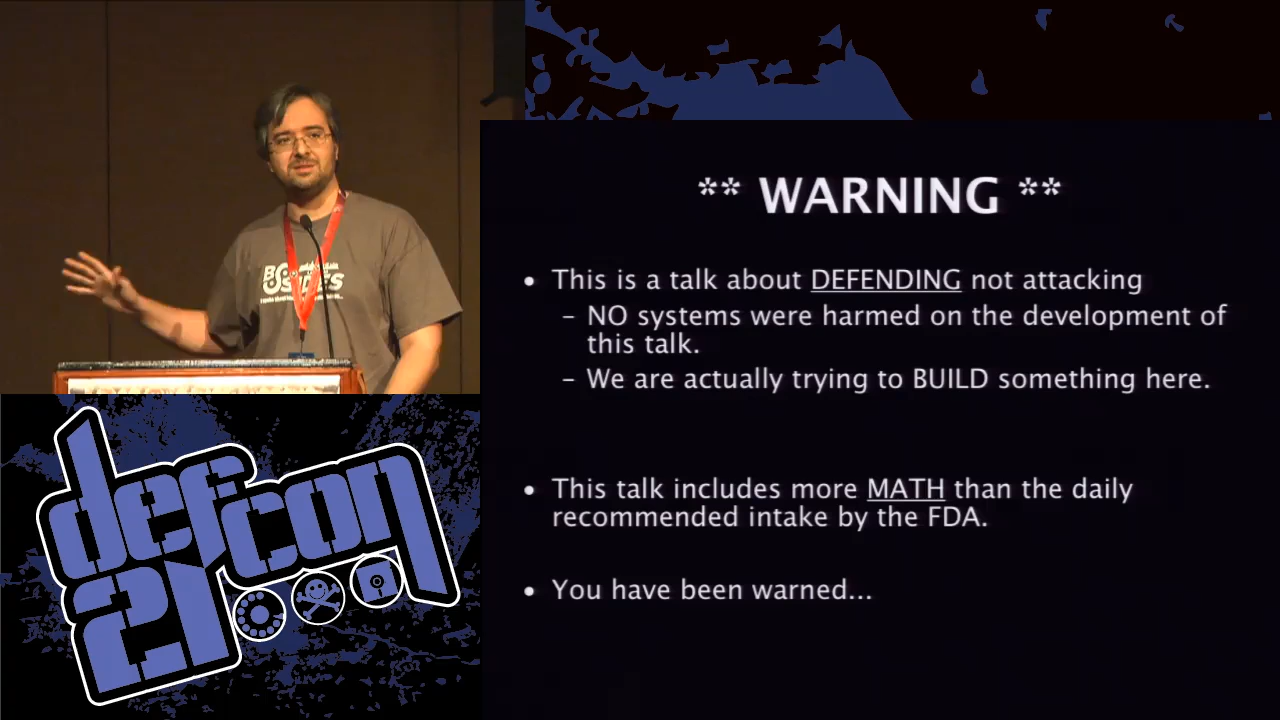 ** WARNING **
• This is a talk about DEFENDING not attacking
– NO systems were harmed on the development of
this talk.
– We are actually trying to BUILD something here.
• This talk includes more MATH than the daily
recommended intake by the FDA.
• You have been warned...
BSIDES
defcon
21